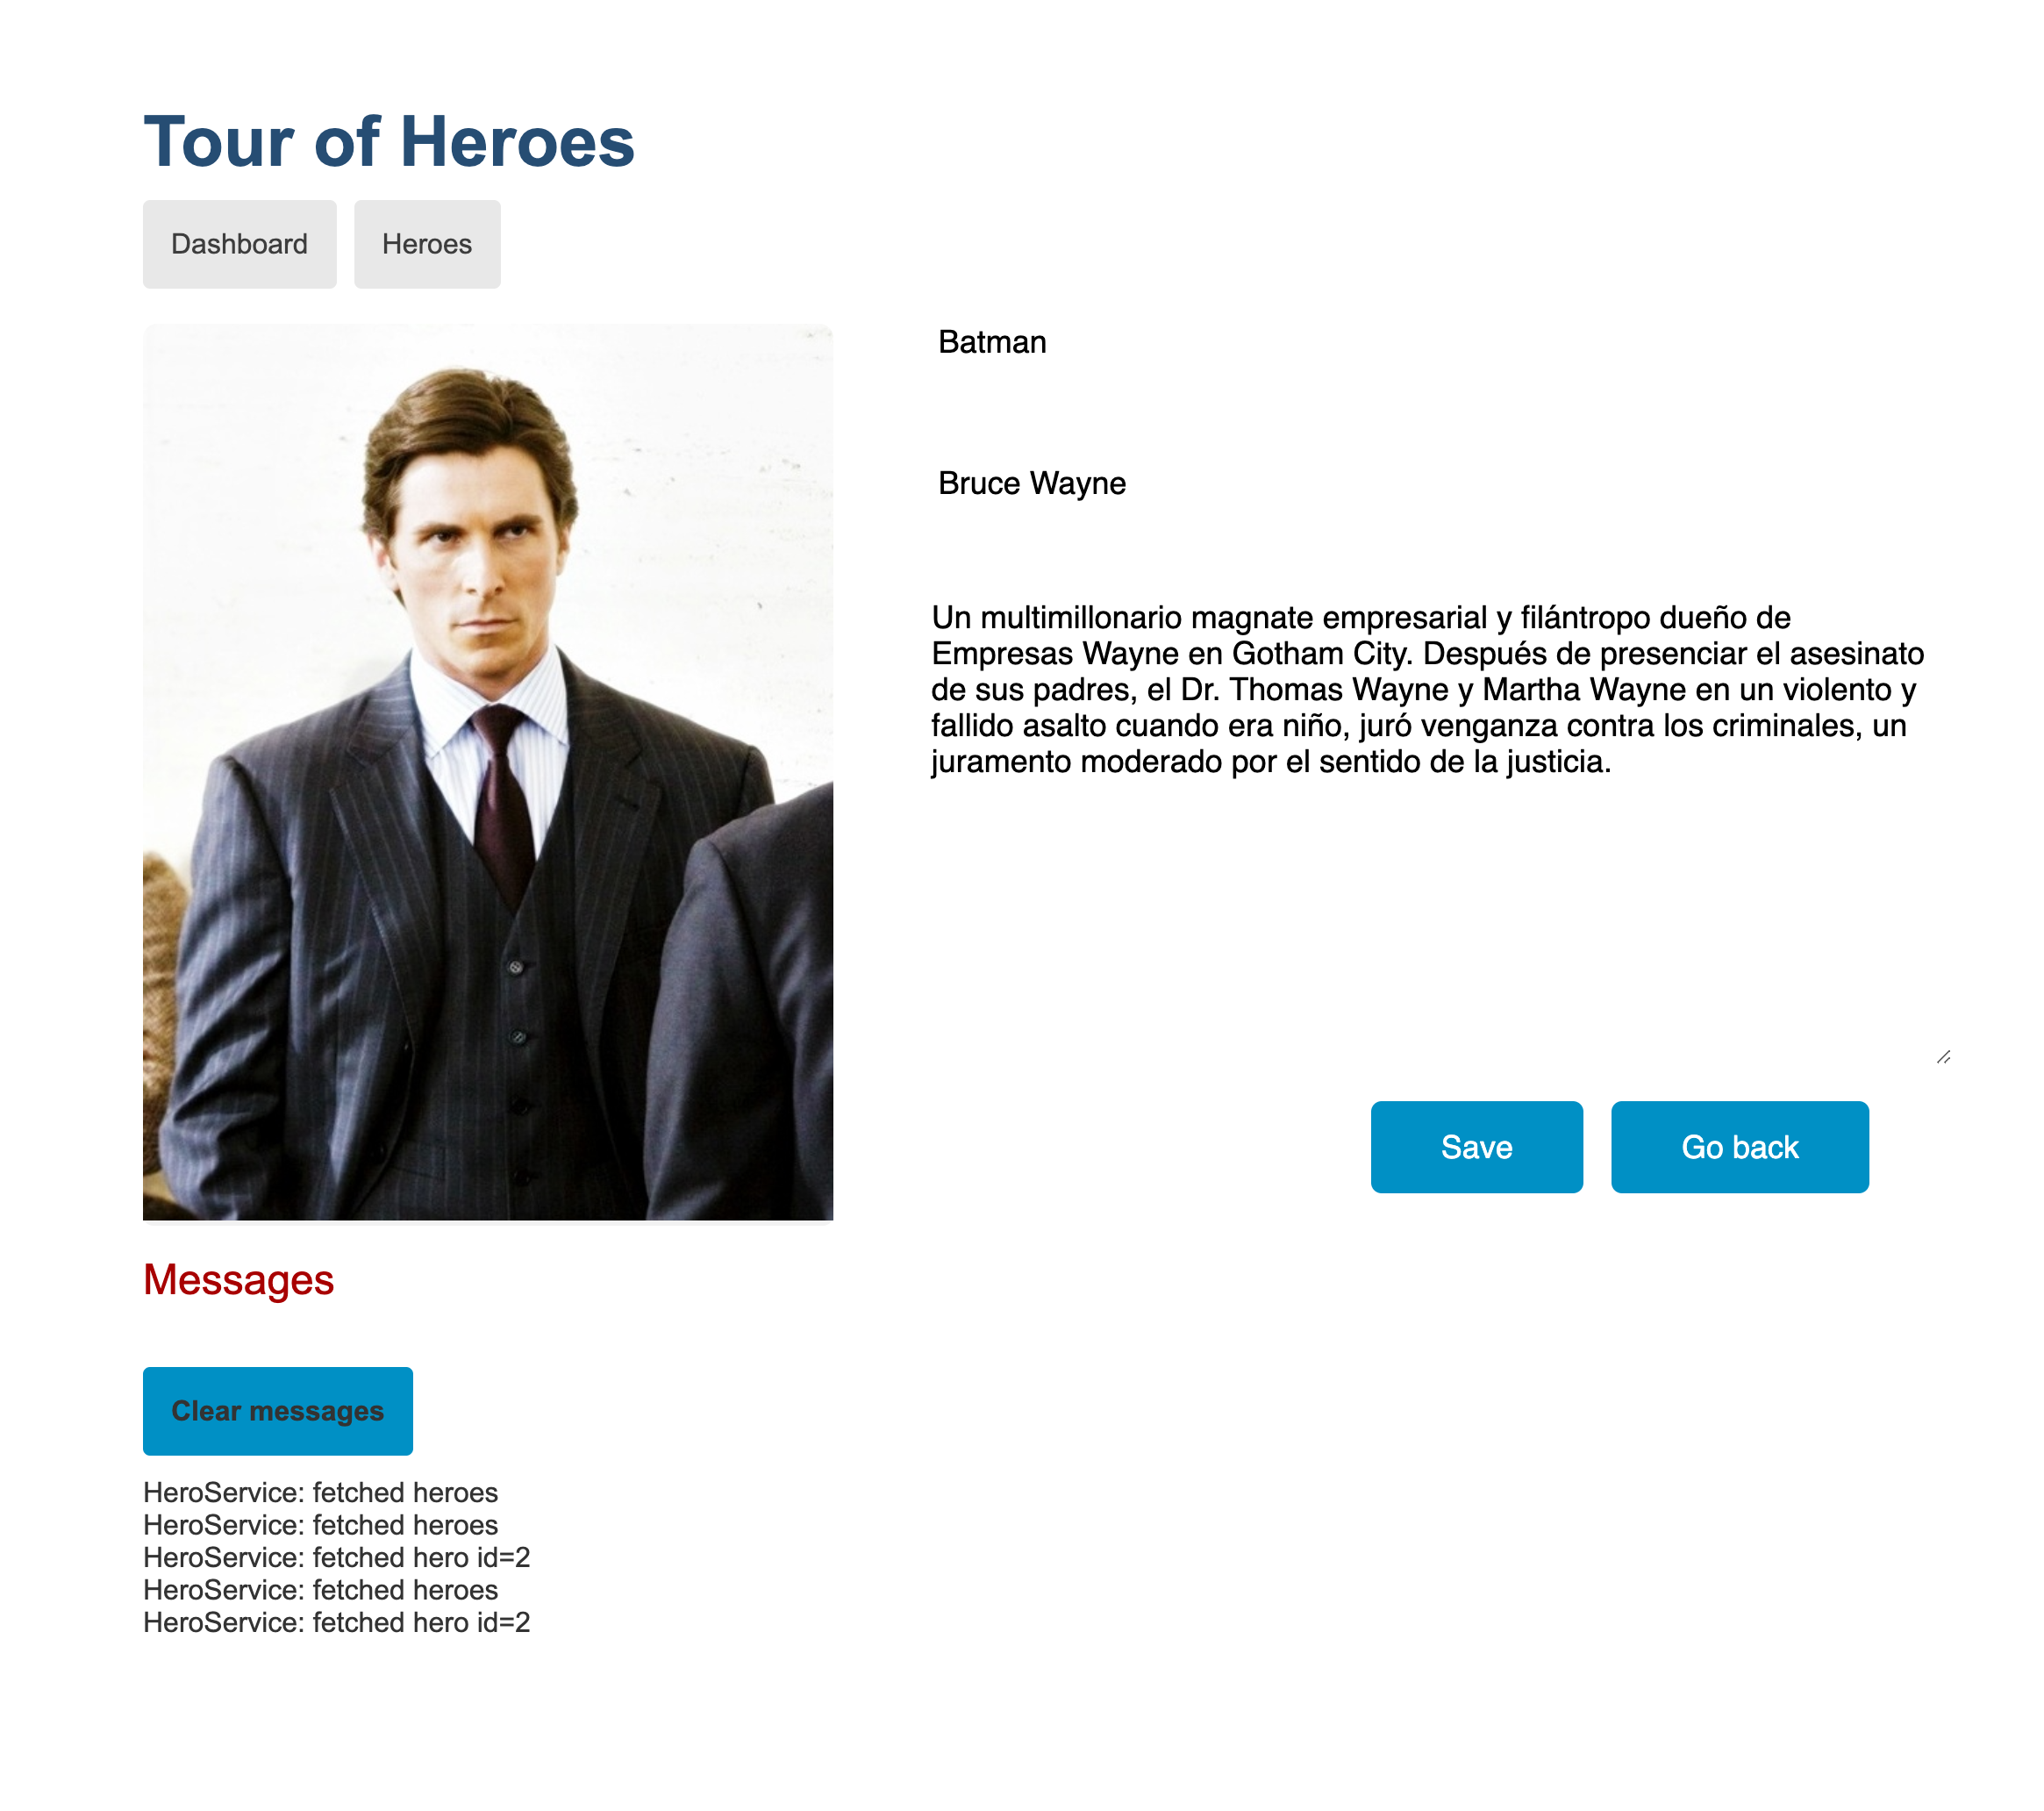 Tour of Heroes
Dashboard
Heroes
Batman
Bruce Wayne
Un multimillonario magnate empresarial y filántropo dueño de
Empresas Wayne en Gotham City. Después de presenciar el asesinato
de sus padres, el Dr. Thomas Wayne y Martha Wayne en un violento y
fallido asalto cuando era niño, juró venganza contra los criminales, un
juramento moderado por el sentido de la justicia.
Save
Go back
Messages
Clear messages
HeroService: fetched heroes
HeroService: fetched heroes
HeroService: fetched hero id=2
HeroService: fetched heroes
HeroService: fetched hero id=2